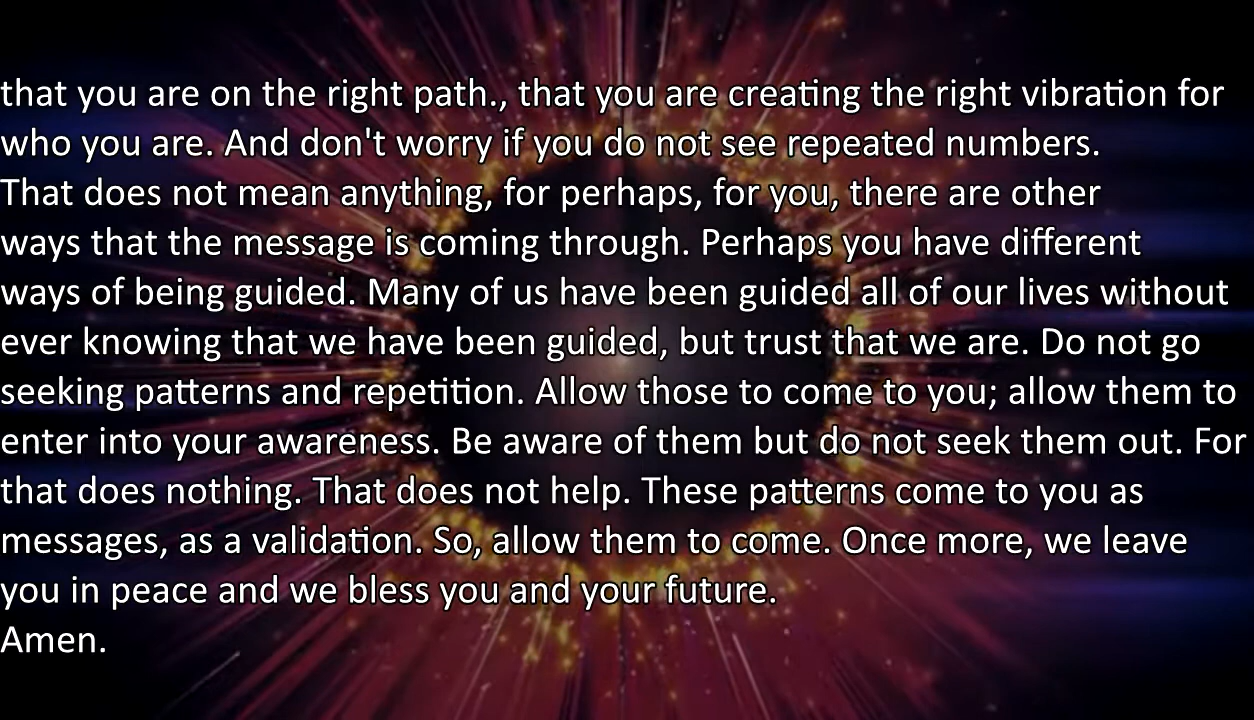 that you are on the right path., that you are creating the right vibration for
who you are. And don't worry if you do not see repeated numbers.
That does not mean anything, for perhaps, for you, there are other
ways that the message is coming through. Perhaps you have different
ways of being guided. Many of us have been guided all of our lives without
ever knowing that we have been guided, but trust that we are. Do not go
seeking patterns and repetition. Allow those to come to you; allow them to
enter into your awareness. Be aware of them but do not seek them out. For
that does nothing. That does not help. These patterns come to you as
messages, as a validation. So, allow them to come. Once more, we leave
you in peace and we bless you and your future.
Amen.